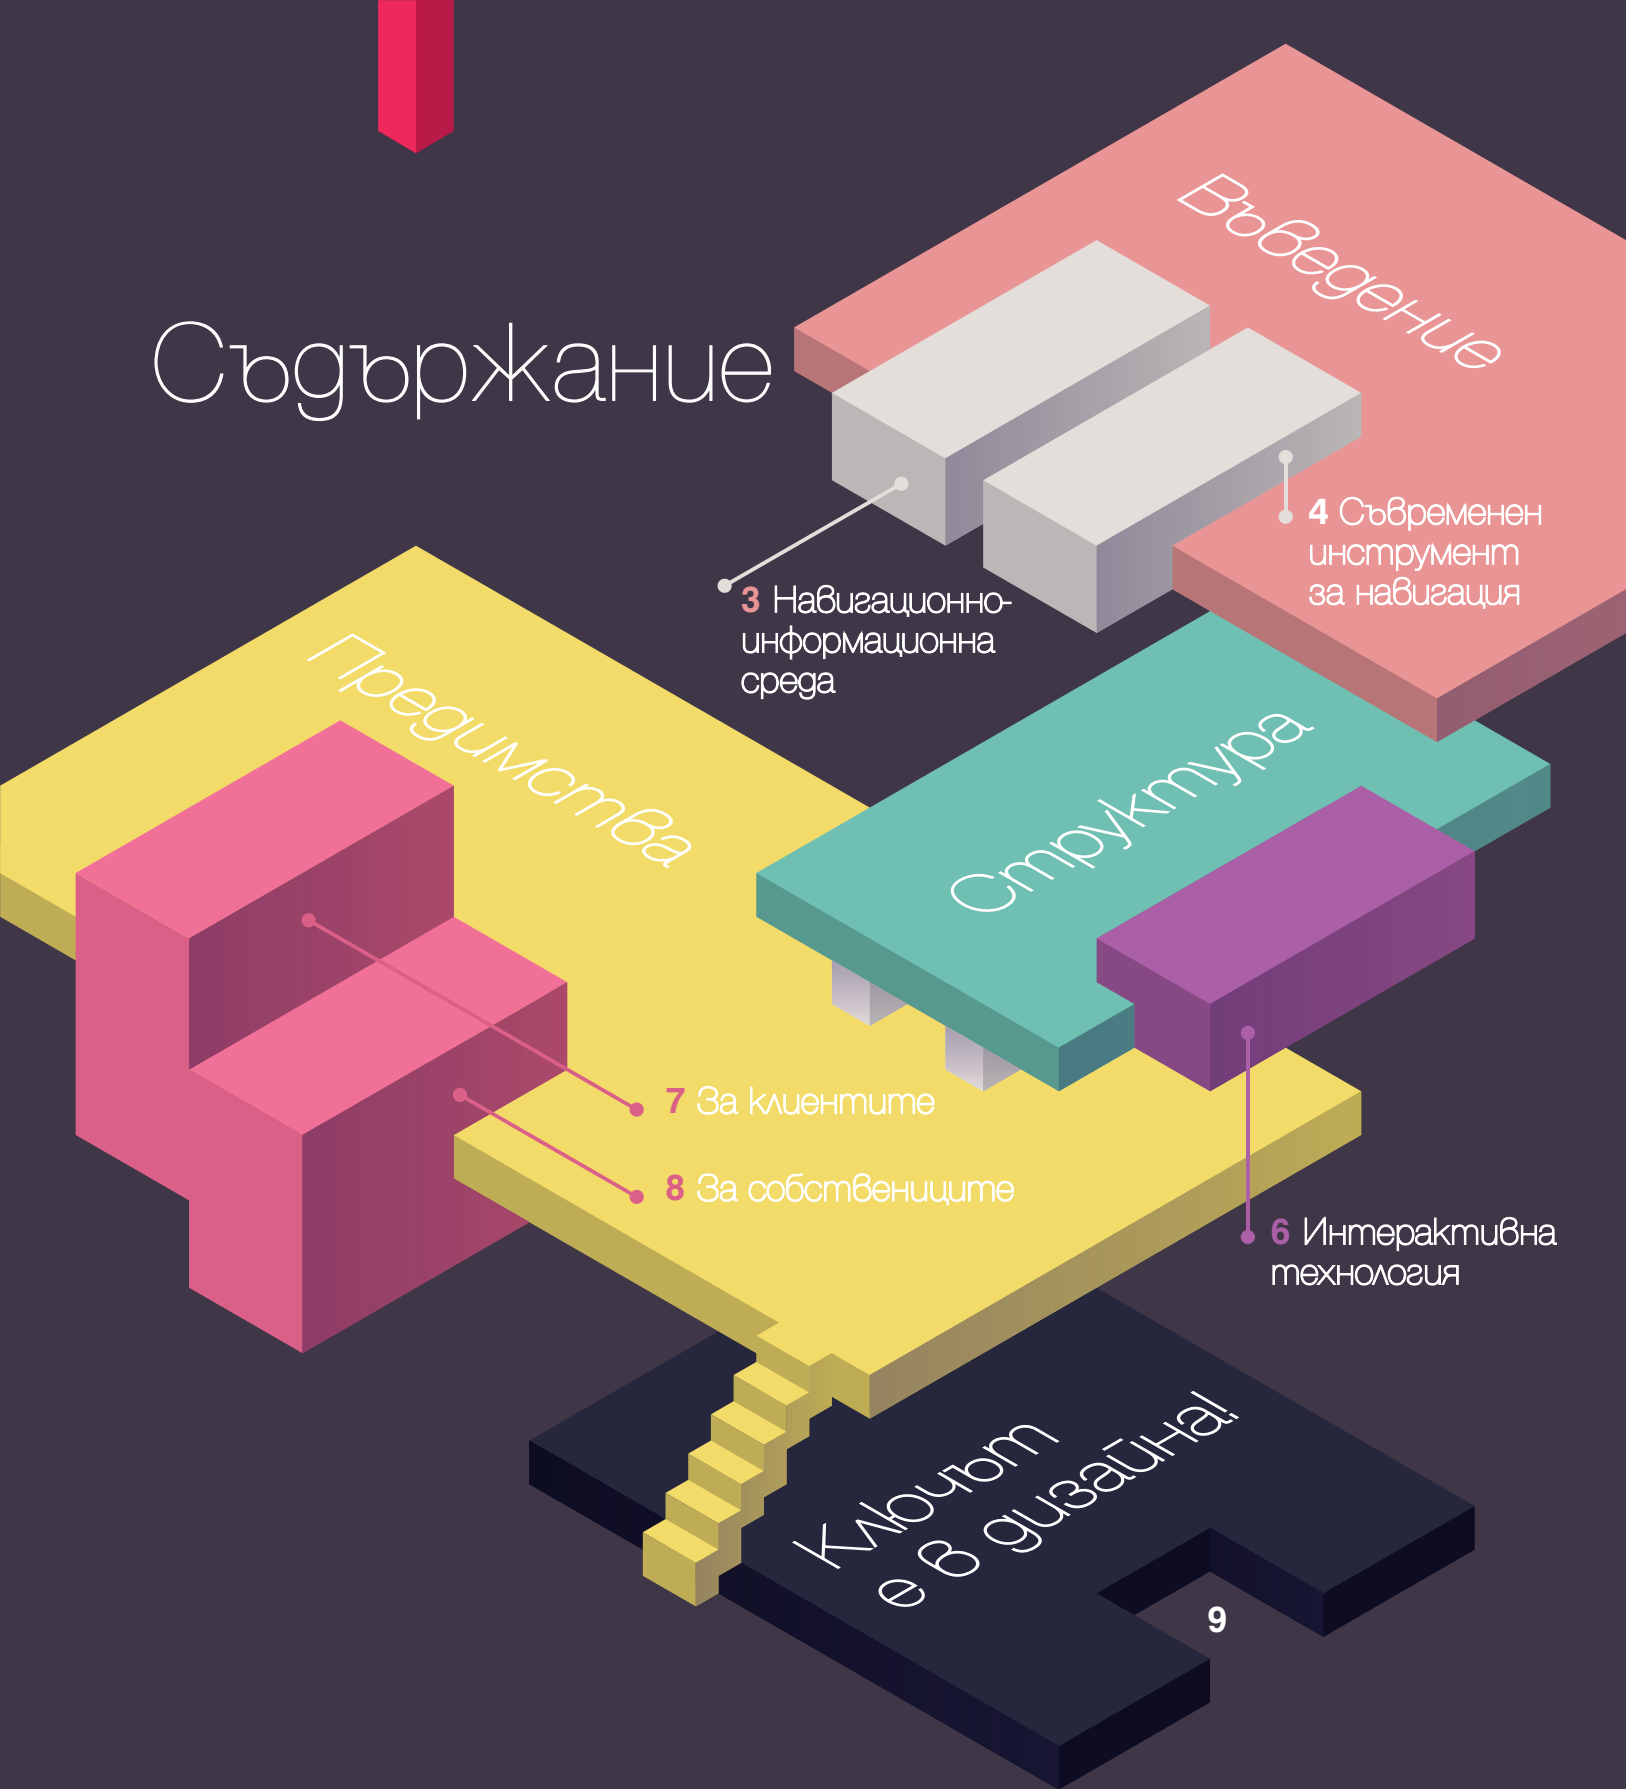 Съдържание
Въведение
3 Навигационно-
информационна
среда
4 Съвременен
инструмент
за навигация
Структура
6 Интерактивна
технология
Предимства
7 За клиентите
8 За собствениците
Ключът
е в дизайна!
9